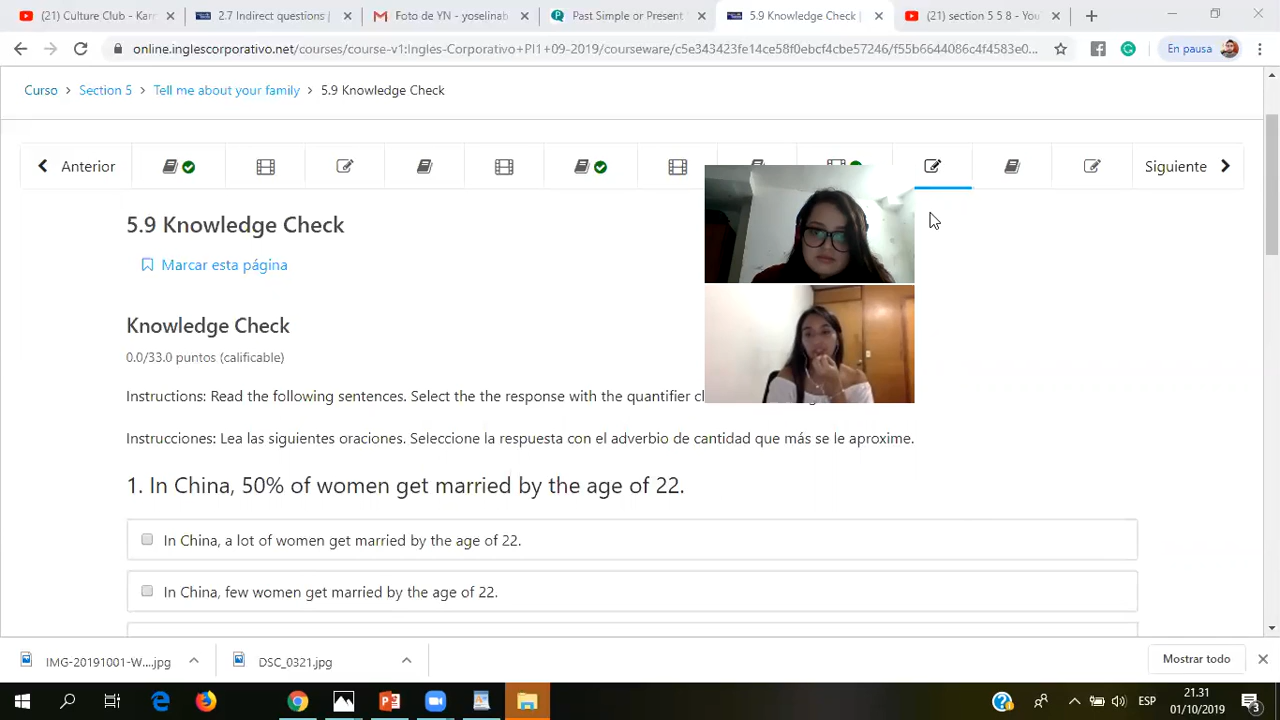 (21) Culture Club - Karr
2.7 Indirect questions |
Foto de YN - yoselinab
Past Simple or Present
5.9 Knowledge Check |
(21) section 5 5 8 - You
online.inglescorporativo.net/courses/course-v1:Ingles-Corporativo+PI1+09-2019/courseware/c5e343423fe14ce58f0ebcf4cbe57246/f55b6644086c4f4583e0...
En pausa
Curso > Section 5 > Tell me about your family > 5.9 Knowledge Check
Anterior
Siguiente
5.9 Knowledge Check
Marcar esta página
Knowledge Check
0.0/33.0 puntos (calificable)
Instructions: Read the following sentences. Select the the response with the quantifier cl
Instrucciones: Lea las siguientes oraciones. Seleccione la respuesta con el adverbio de cantidad que más se le aproxime.
1. In China, 50% of women get married by the age of 22.
In China, a lot of women get married by the age of 22.
In China, few women get married by the age of 22.
IMG-20191001-W....jpg
DSC_0321.jpg
Mostrar todo
ESP
21.31
01/10/2019
3